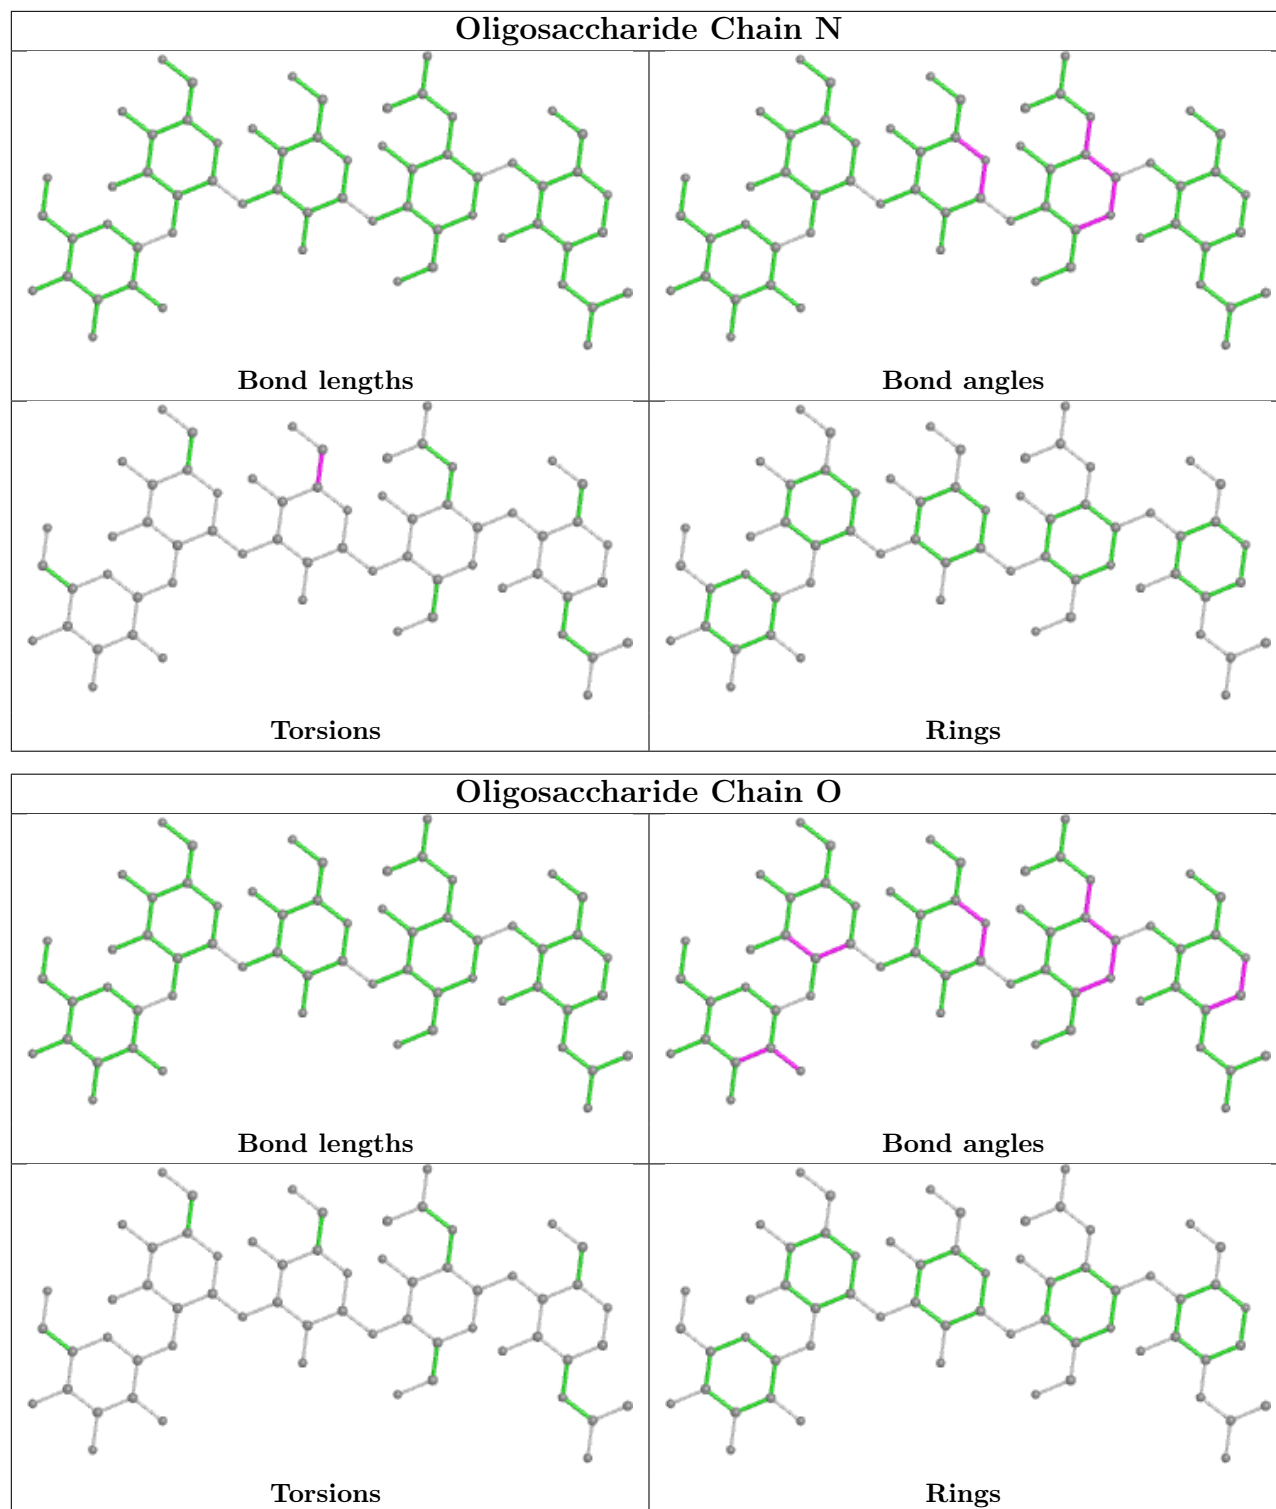 Oligosaccharide Chain N
Bond lengths
Bond angles
Torsions
Rings
Oligosaccharide Chain O
Bond lengths
Bond angles
Torsions
Rings